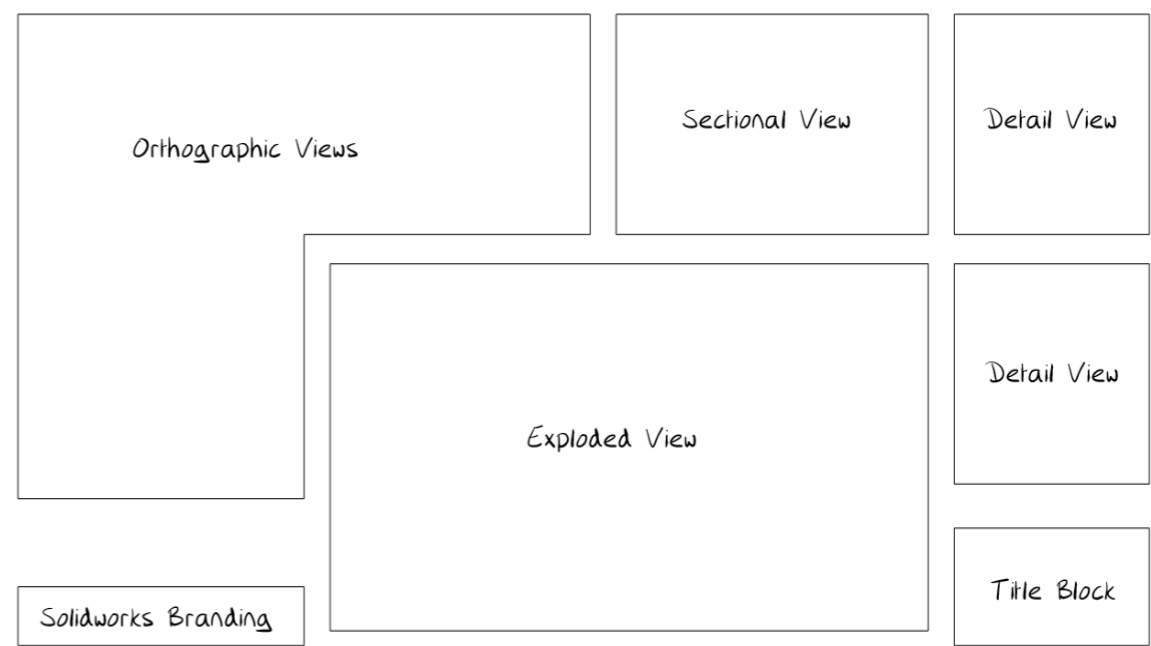 Orthographic Views
Sectional View
Detail View
Exploded View
Detail View
Solidworks Branding
Title Block